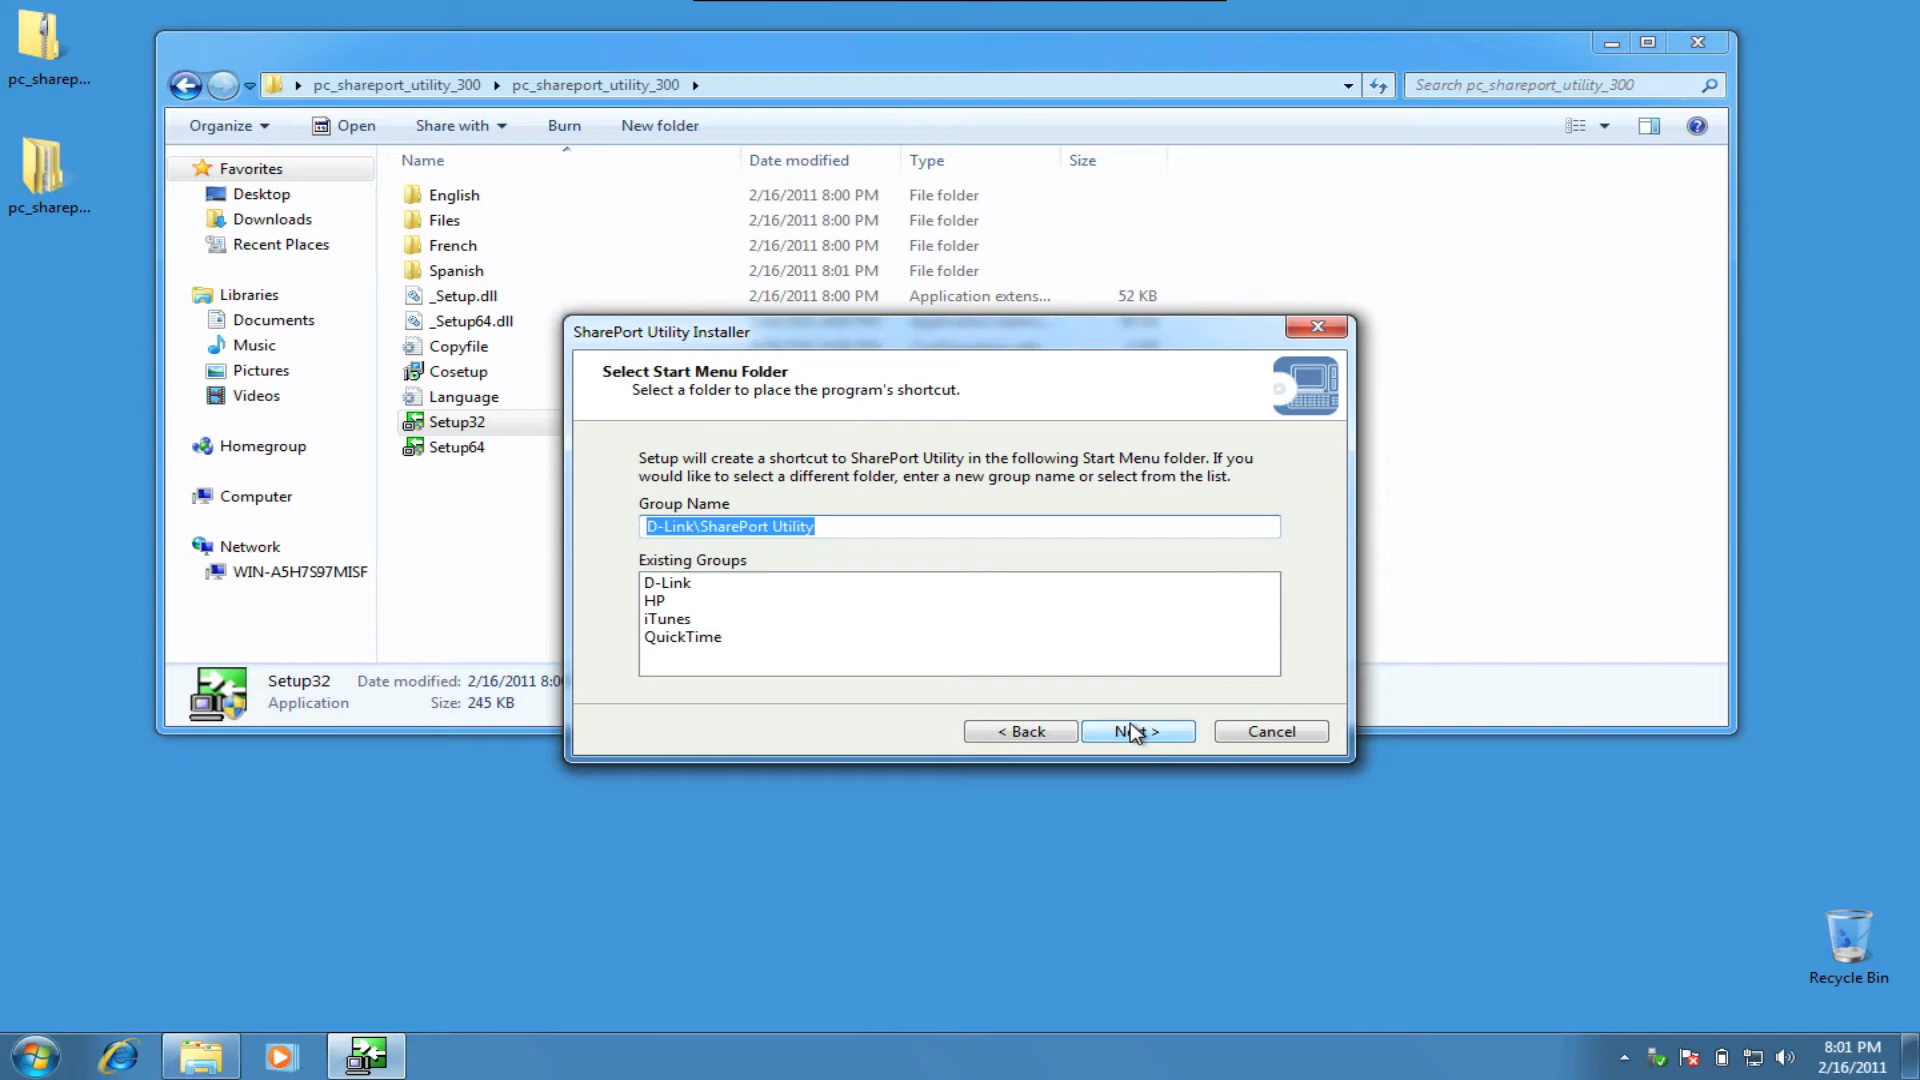 pc_sharep...
pc_sharep...
pc_shareport_utility_300 pc_shareport_utility_300
Search pc_shareport_utility_300
Organize Open Share with Burn New folder
Favorites
Desktop
Downloads
Recent Places
Libraries
Documents
Music
Pictures
Videos
Homegroup
Computer
Network
WIN-A5H7S97MISF
Name Date modified Type Size
English 2/16/2011 8:00 PM File folder
Files 2/16/2011 8:00 PM File folder
French 2/16/2011 8:00 PM File folder
Spanish 2/16/2011 8:01 PM File folder
_Setup.dll 2/16/2011 8:00 PM Application extens... 52 KB
_Setup64.dll
Copyfile
Cosetup
Language
Setup32
Setup64
Setup32 Date modified: 2/16/2011 8:00
Application Size: 245 KB
SharePort Utility Installer
Select Start Menu Folder
Select a folder to place the program's shortcut.
Setup will create a shortcut to SharePort Utility in the following Start Menu folder. If you
would like to select a different folder, enter a new group name or select from the list.
Group Name
D-Link\SharePort Utility
Existing Groups
D-Link
HP
iTunes
QuickTime
< Back Next > Cancel
Recycle Bin
8:01 PM
2/16/2011